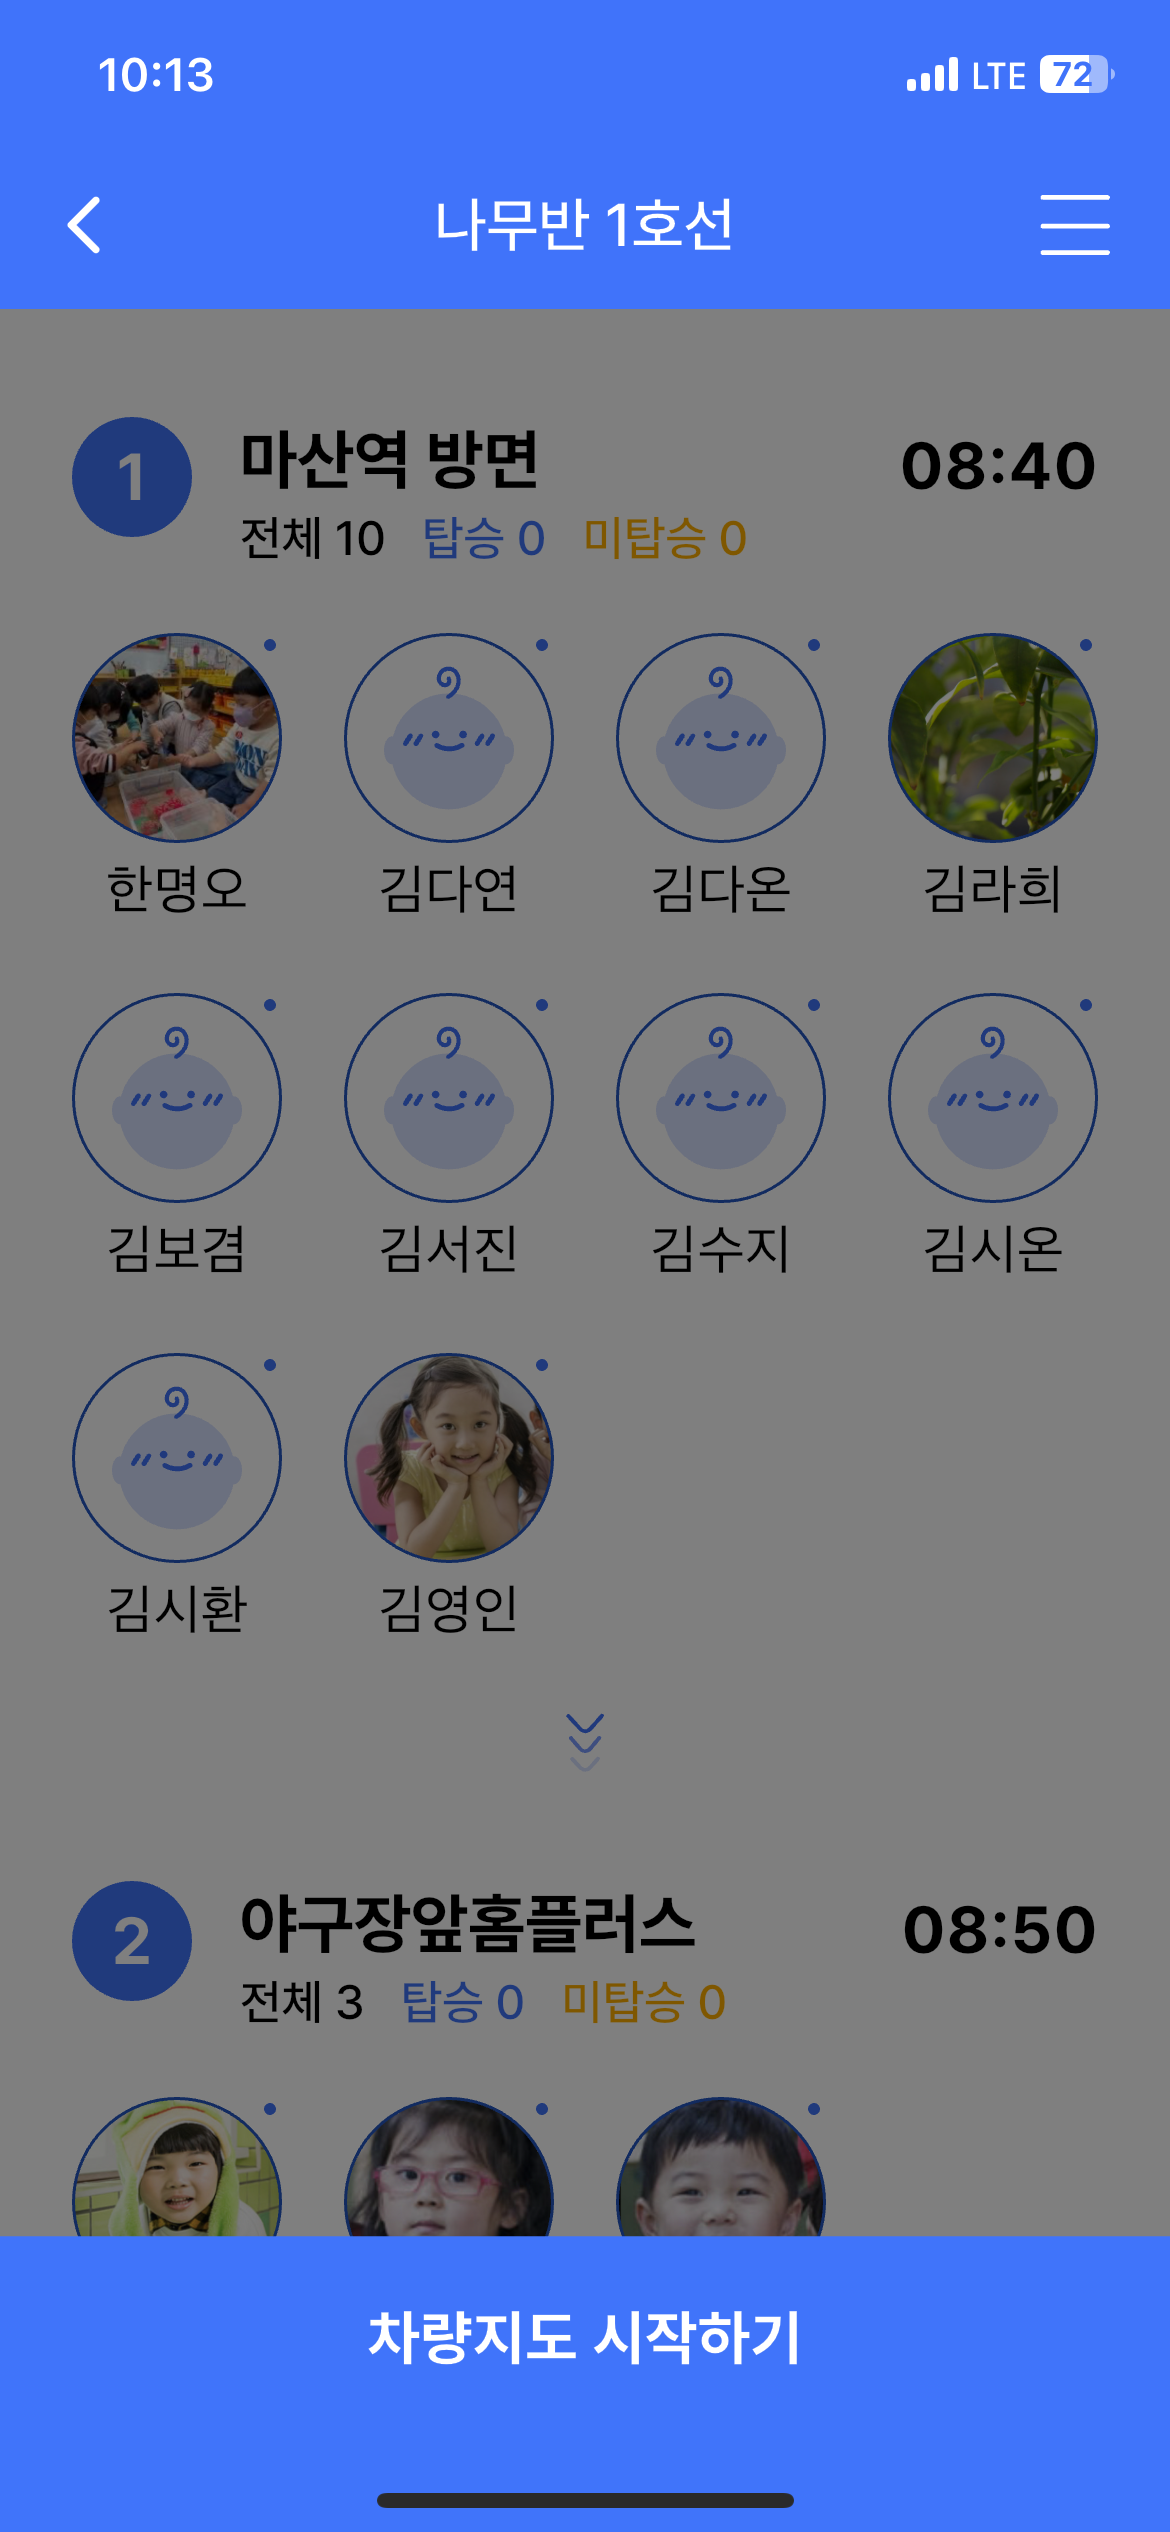 10:13
LTE 72
나무반 1호선
1 마산역 방면 08:40
전체 10 탑승 0 미탑승 0
한명오 김다연 김다온 김라희
김보겸 김서진 김수지 김시온
김시환 김영인
2 야구장앞홈플러스 08:50
전체 3 탑승 0 미탑승 0
차량지도 시작하기